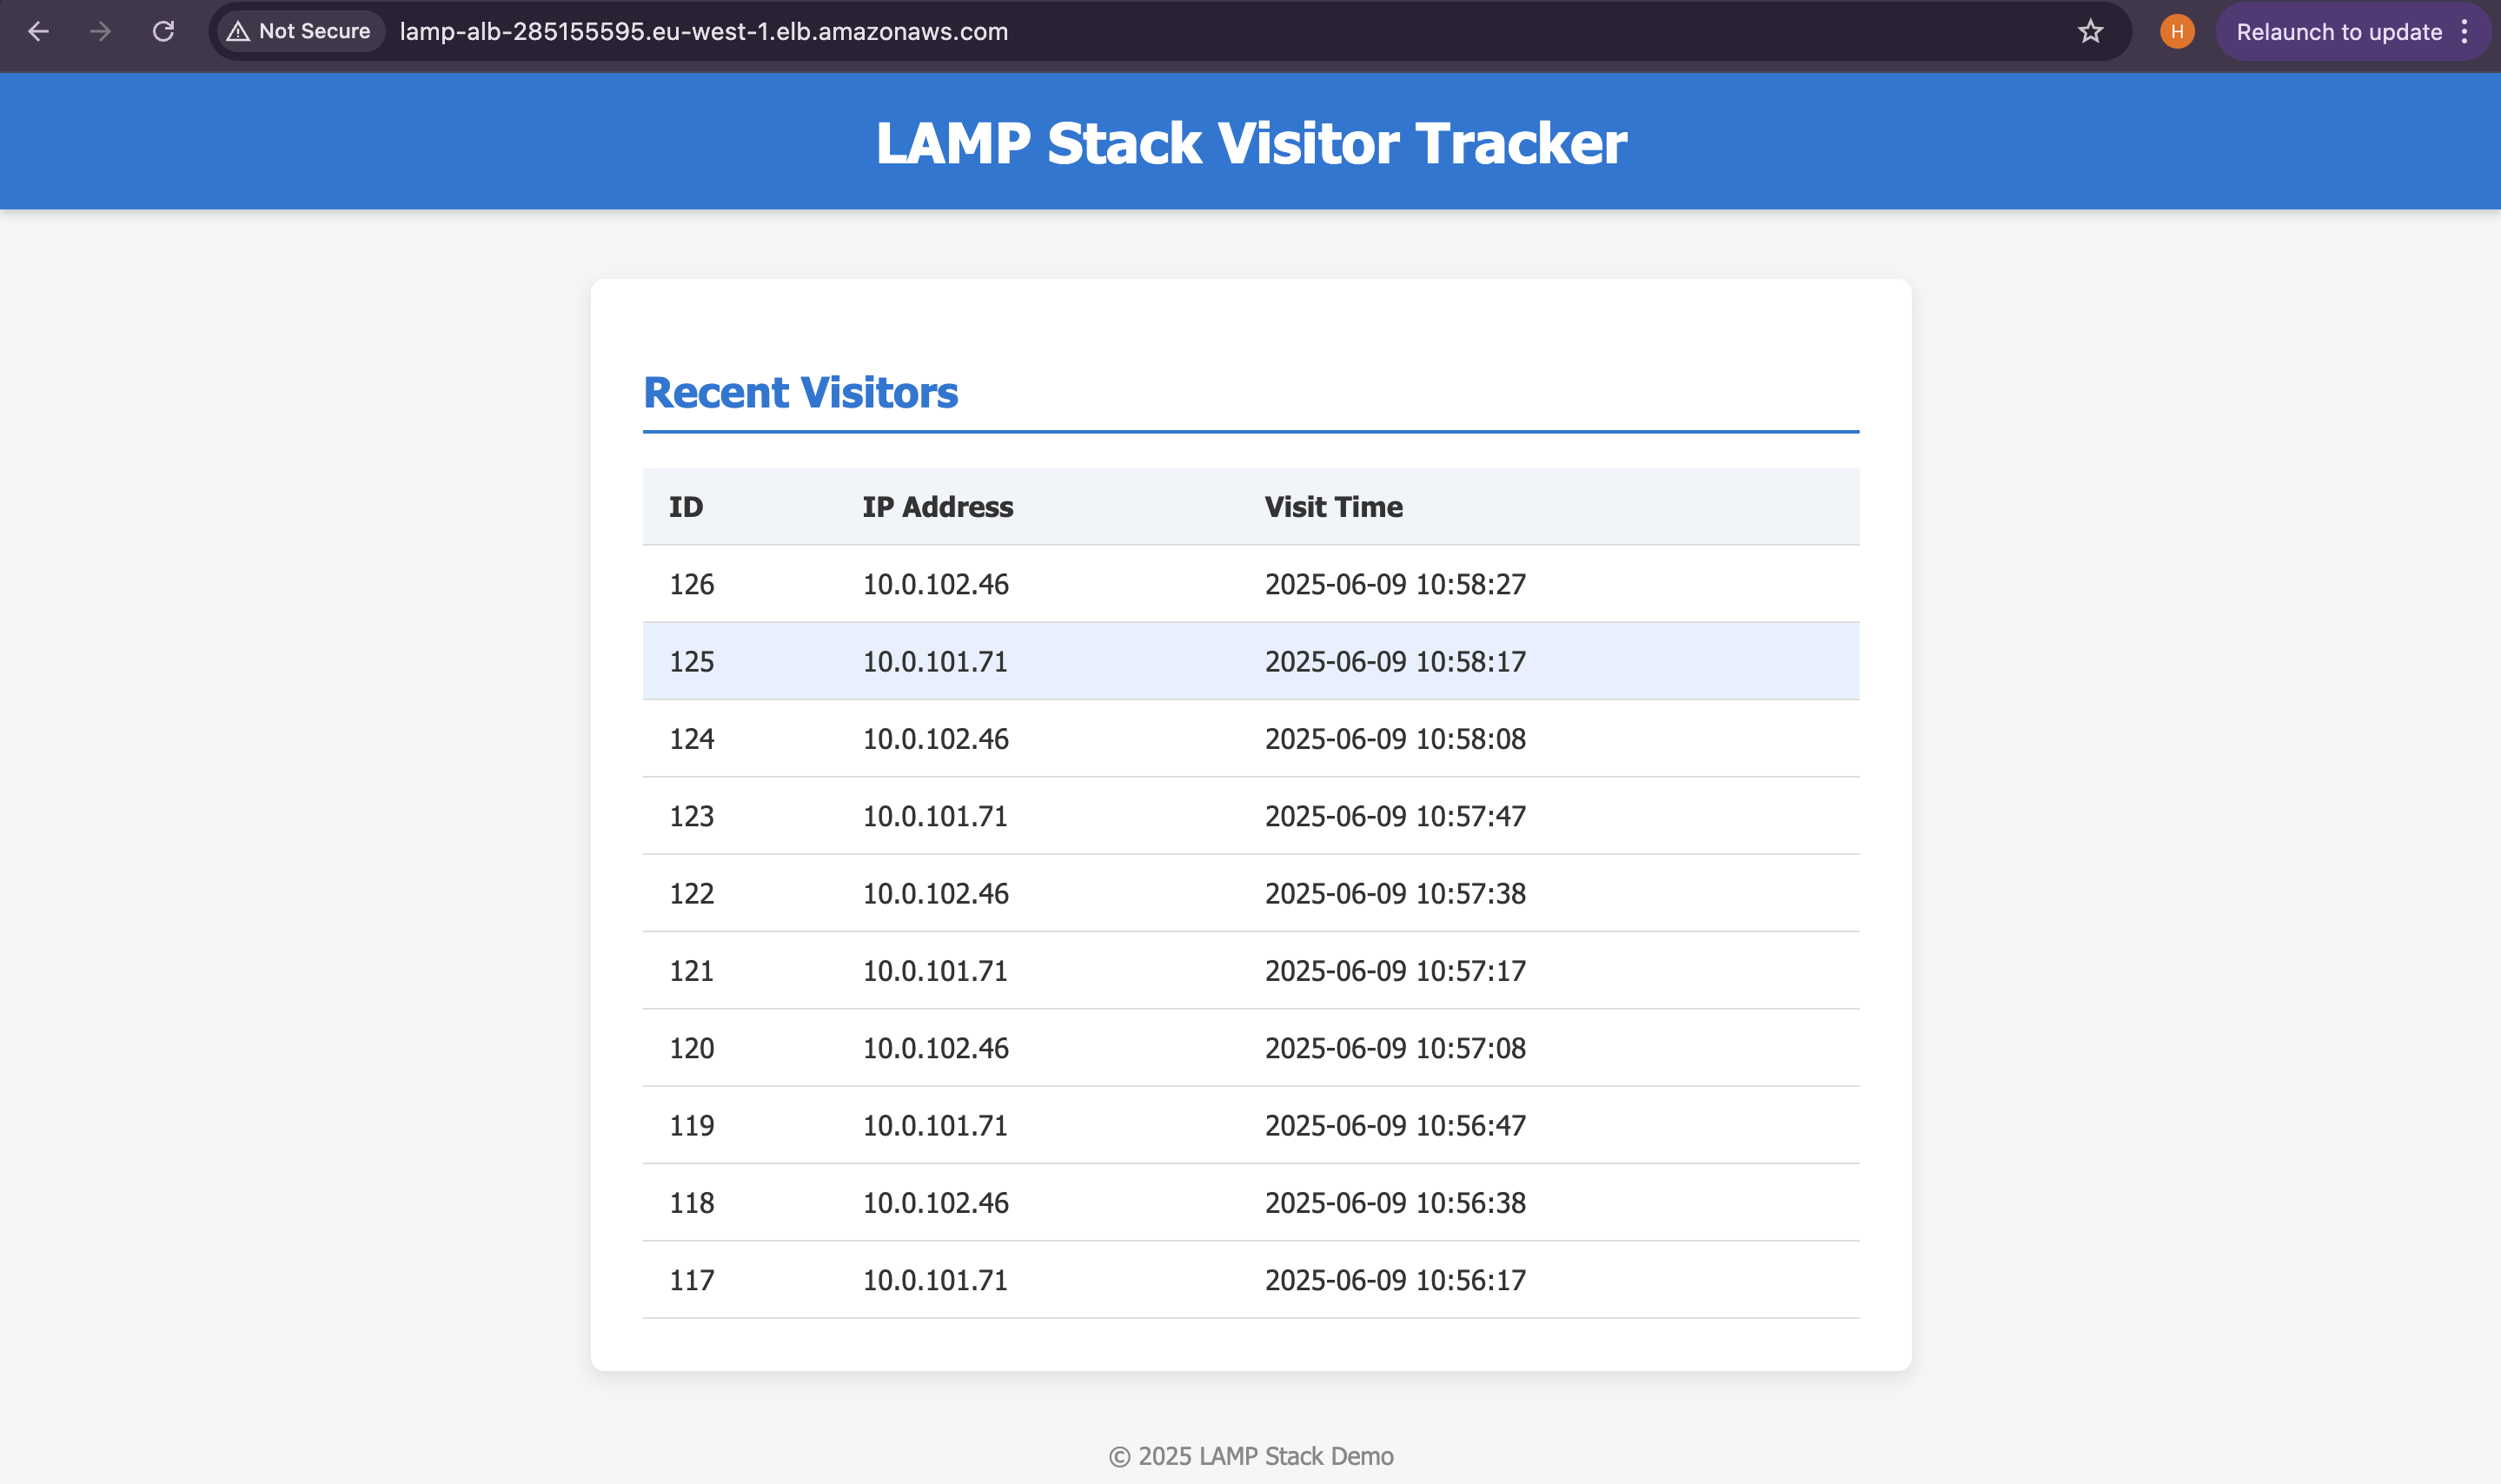 Not Secure lamp-alb-285155595.eu-west-1.elb.amazonaws.com H Relaunch to update
LAMP Stack Visitor Tracker
Recent Visitors
ID IP Address Visit Time
126 10.0.102.46 2025-06-09 10:58:27
125 10.0.101.71 2025-06-09 10:58:17
124 10.0.102.46 2025-06-09 10:58:08
123 10.0.101.71 2025-06-09 10:57:47
122 10.0.102.46 2025-06-09 10:57:38
121 10.0.101.71 2025-06-09 10:57:17
120 10.0.102.46 2025-06-09 10:57:08
119 10.0.101.71 2025-06-09 10:56:47
118 10.0.102.46 2025-06-09 10:56:38
117 10.0.101.71 2025-06-09 10:56:17
© 2025 LAMP Stack Demo